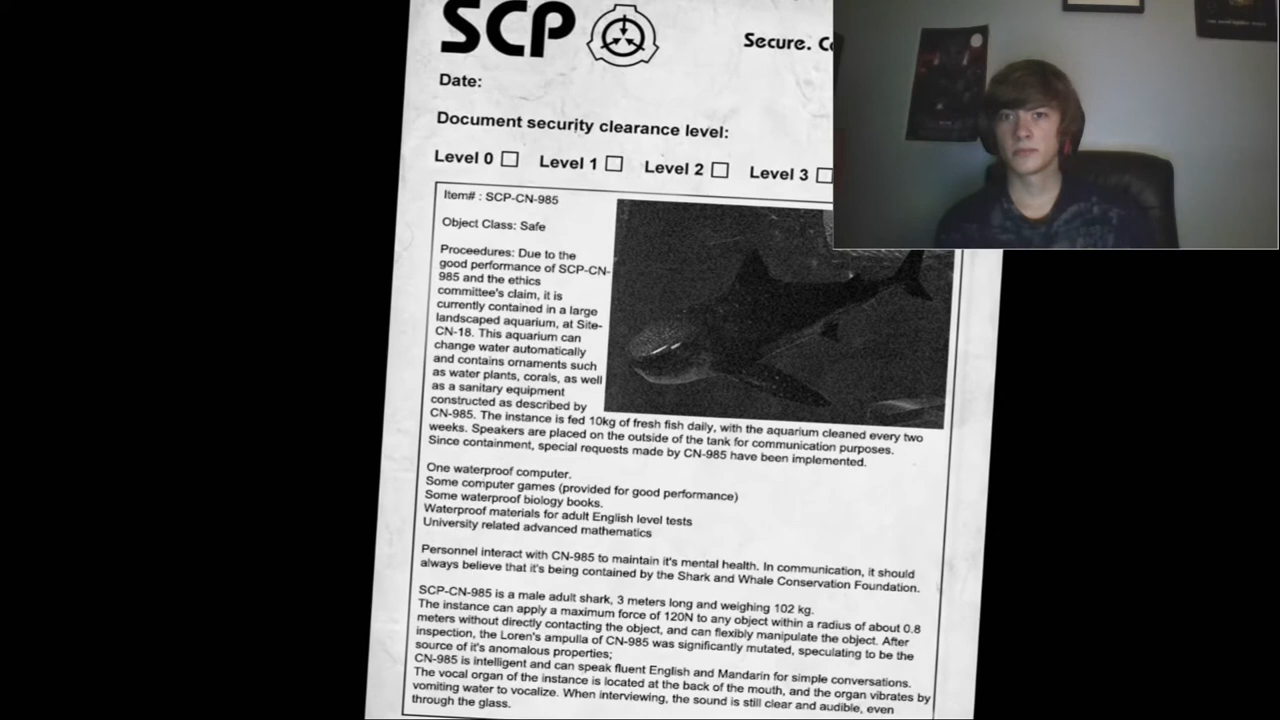 SCP
Secure. Co
Date:
Document security clearance level:
Level 0 Level 1 Level 2 Level 3
Item# : SCP-CN-985
Object Class: Safe
Proceedures: Due to the
good performance of SCP-CN-
985 and the ethics
committee's claim, it is
currently contained in a large
landscaped aquarium, at Site-
CN-18. This aquarium can
change water automatically
and contains ornaments such
as water plants, corals, as well
as a sanitary equipment
constructed as described by
CN-985. The instance is fed 10kg of fresh fish daily, with the aquarium cleaned every two
weeks. Speakers are placed on the outside of the tank for communication purposes.
Since containment, special requests made by CN-985 have been implemented.
One waterproof computer.
Some computer games (provided for good performance)
Some waterproof biology books.
Waterproof materials for adult English level tests
University related advanced mathematics
Personnel interact with CN-985 to maintain it's mental health. In communication, it should
always believe that it's being contained by the Shark and Whale Conservation Foundation.
SCP-CN-985 is a male adult shark, 3 meters long and weighing 102 kg.
The instance can apply a maximum force of 120N to any object within a radius of about 0.8
meters without directly contacting the object, and can flexibly manipulate the object. After
inspection, the Loren's ampulla of CN-985 was significantly mutated, speculating to be the
source of it's anomalous properties;
CN-985 is intelligent and can speak fluent English and Mandarin for simple conversations.
The vocal organ of the instance is located at the back of the mouth, and the organ vibrates by
vomiting water to vocalize. When interviewing, the sound is still clear and audible, even
through the glass.